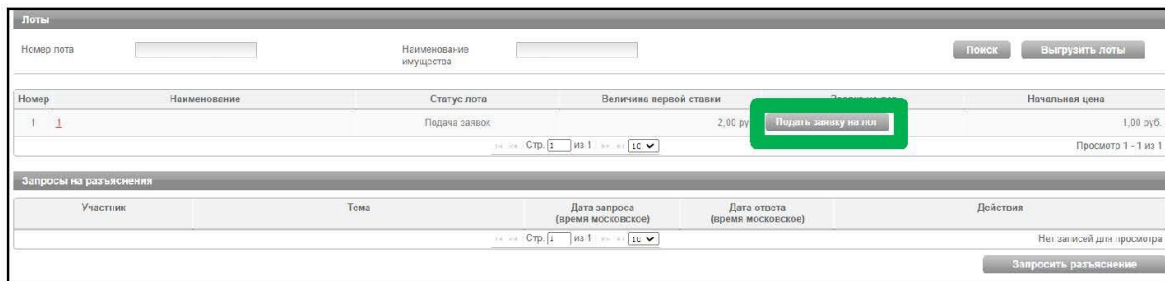 Лоты
Номер лота
Наименование
имущества
Поиск
Выгрузить лоты
Номер Наименование Статус лота Величина первой ставки Начальная цена
1 1 Подача заявок 2,00 ру Подать заявку на лот 1,00 руб.
Стр. 1 из 1 10 Просмотр 1 - 1 из 1
Запросы на разъяснения
Участник Тема Дата запроса (время московское) Дата ответа (время московское) Действия
Стр. 1 из 1 10 Нет записей для просмотра
Запросить разъяснение